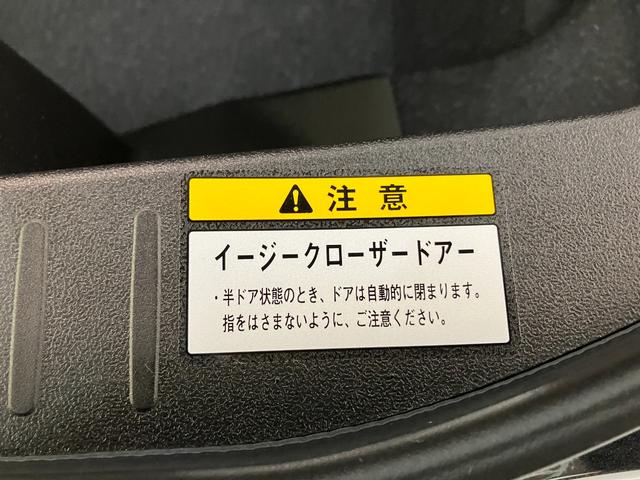 注意
イージークローザードアー
・半ドア状態のとき、ドアは自動的に閉まります。
指をはさまないように、ご注意ください。